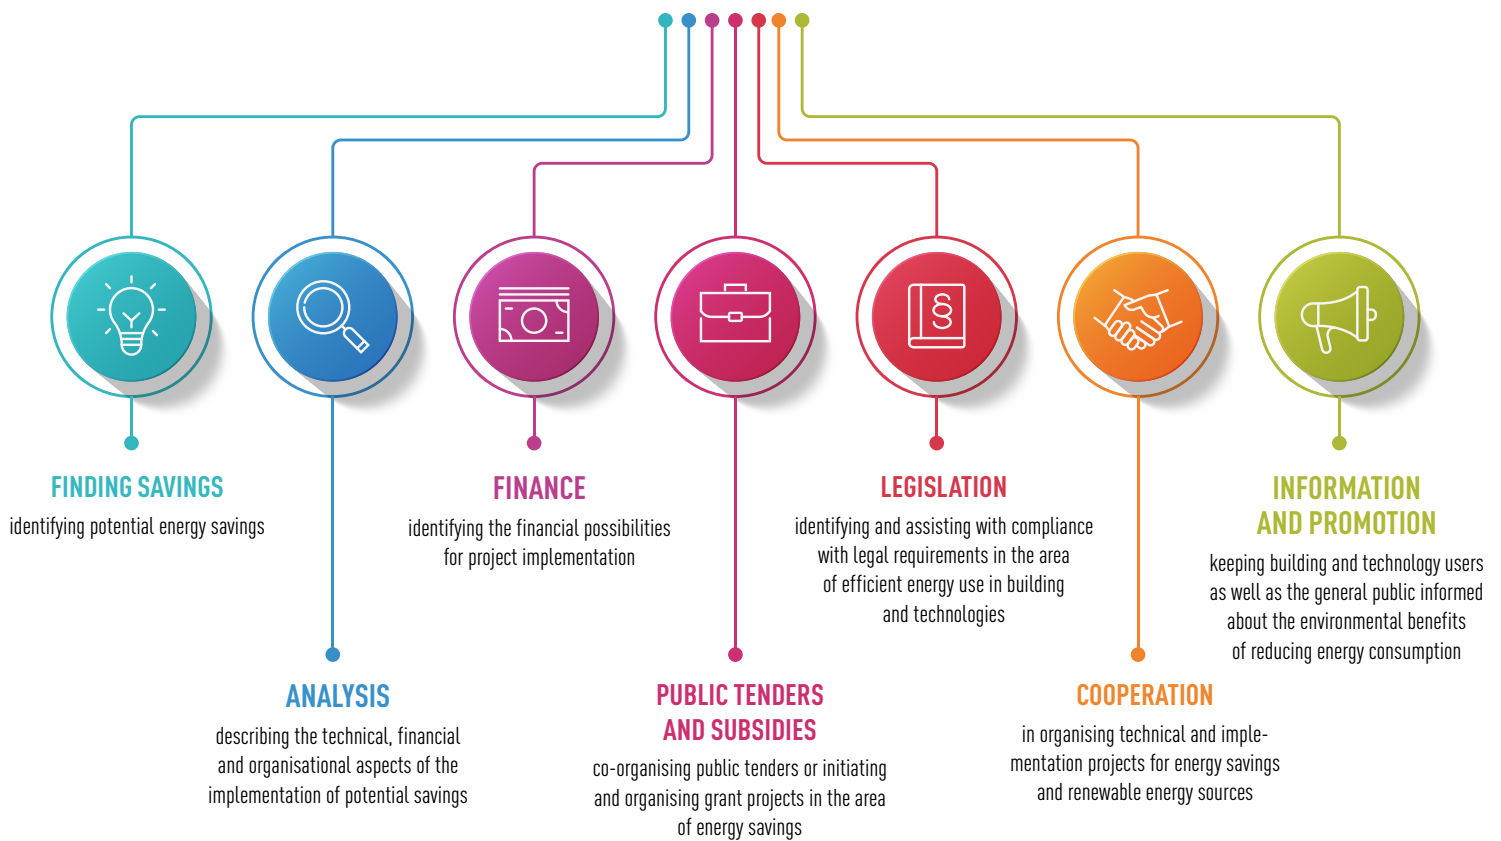 FINDING SAVINGS
identifying potential energy savings
ANALYSIS
describing the technical, financial
and organisational aspects of the
implementation of potential savings
FINANCE
identifying the financial possibilities
for project implementation
PUBLIC TENDERS
AND SUBSIDIES
co-organising public tenders or initiating
and organising grant projects in the area
of energy savings
§
LEGISLATION
identifying and assisting with compliance
with legal requirements in the area
of efficient energy use in building
and technologies
COOPERATION
in organising technical and imple-
mentation projects for energy savings
and renewable energy sources
INFORMATION
AND PROMOTION
keeping building and technology users
as well as the general public informed
about the environmental benefits
of reducing energy consumption